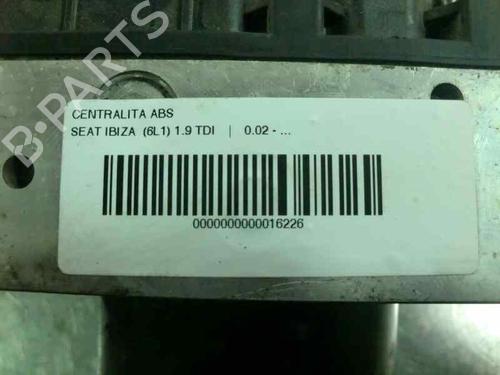 CENTRALITA ABS
SEAT IBIZA (6L1) 1.9 TDI | 0.02 - ...
0000000000016226
B-PARTS